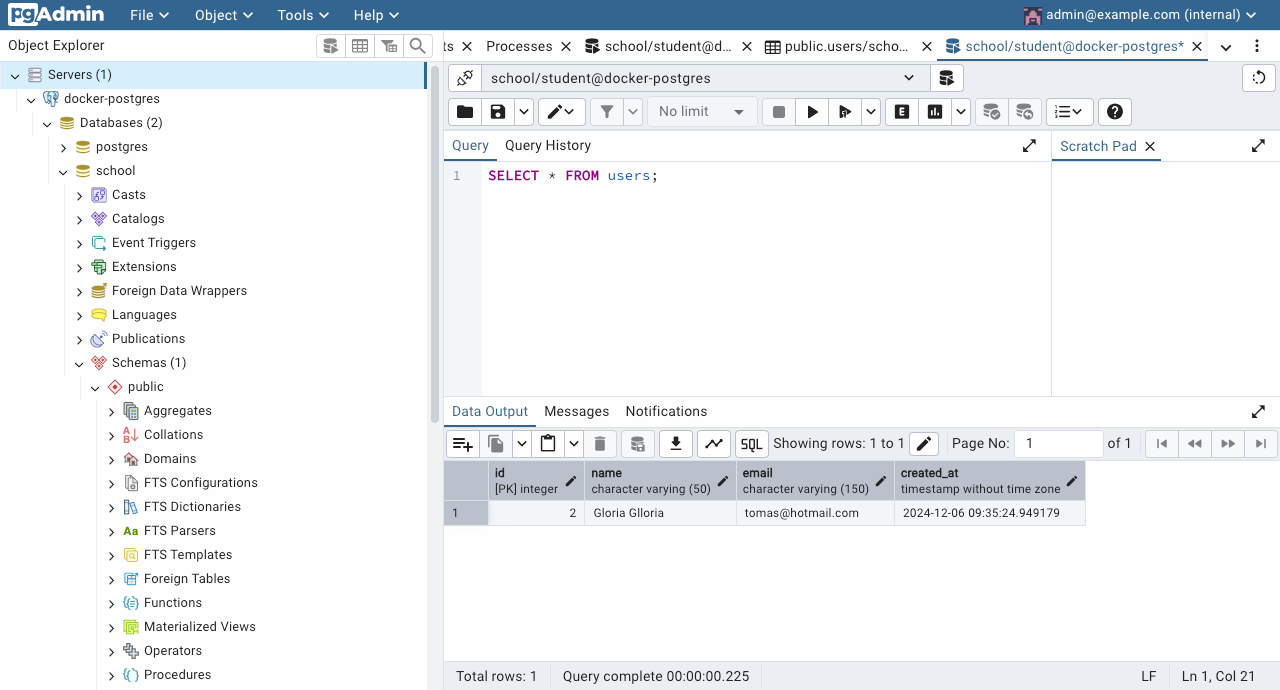 pgAdmin File Object Tools Help admin@example.com (internal)
Object Explorer
ts Processes school/student@d... public.users/scho... school/student@docker-postgres*
Servers (1)
docker-postgres
Databases (2)
postgres
school
Casts
Catalogs
Event Triggers
Extensions
Foreign Data Wrappers
Languages
Publications
Schemas (1)
public
Aggregates
Collations
Domains
FTS Configurations
FTS Dictionaries
Aa FTS Parsers
FTS Templates
Foreign Tables
Functions
Materialized Views
Operators
Procedures
school/student@docker-postgres
No limit E
Query Query History Scratch Pad
1 SELECT * FROM users;
Data Output Messages Notifications
SQL Showing rows: 1 to 1 Page No: 1 of 1
id name email created_at
[PK] integer character varying (50) character varying (150) timestamp without time zone
1 2 Gloria Glloria tomas@hotmail.com 2024-12-06 09:35:24.949179
Total rows: 1 Query complete 00:00:00.225 LF Ln 1, Col 21